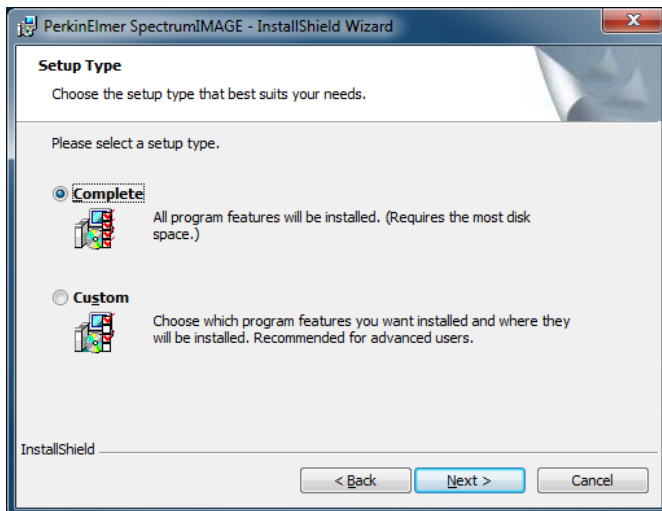 PerkinElmer SpectrumIMAGE - InstallShield Wizard
Setup Type
Choose the setup type that best suits your needs.
Please select a setup type.
Complete
All program features will be installed. (Requires the most disk
space.)
Custom
Choose which program features you want installed and where they
will be installed. Recommended for advanced users.
InstallShield
< Back Next > Cancel